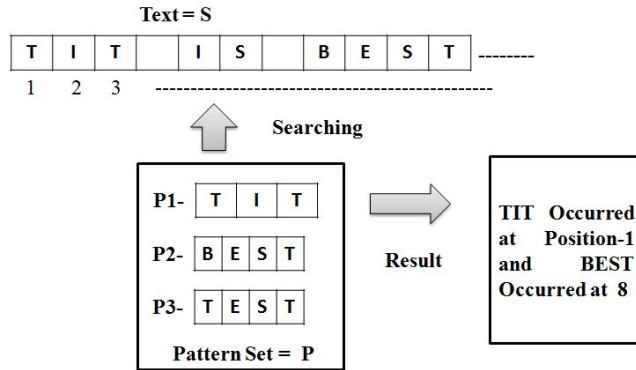 Text = S
T I T I S B E S T --------
1 2 3 ------------------------------------------------
Searching
P1- T I T
P2- B E S T
P3- T E S T
Pattern Set = P
Result
TIT Occurred
at Position-1
and BEST
Occurred at 8